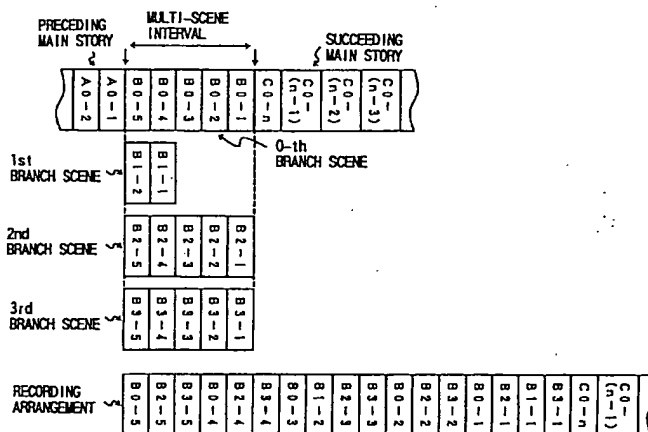 PRECEDING
MAIN STORY
MULTI-SCENE
INTERVAL
SUCCEEDING
MAIN STORY
A0-2 A0-1 B0-5 B0-4 B0-3 B0-2 B0-1 C0-n C0-(n-1) C0-(n-2) C0-(n-3)
0-th
BRANCH SCENE
1st
BRANCH SCENE
B1-2 B1-1
2nd
BRANCH SCENE
B2-5 B2-4 B2-3 B2-2 B2-1
3rd
BRANCH SCENE
B3-5 B3-4 B3-3 B3-2 B3-1
RECORDING
ARRANGEMENT
B0-5 B2-5 B3-5 B0-4 B2-4 B3-4 B0-3 B1-2 B2-3 B3-3 B0-2 B2-2 B3-2 B0-1 B2-1 B1-1 B3-1 C0-n C0-(n-1)